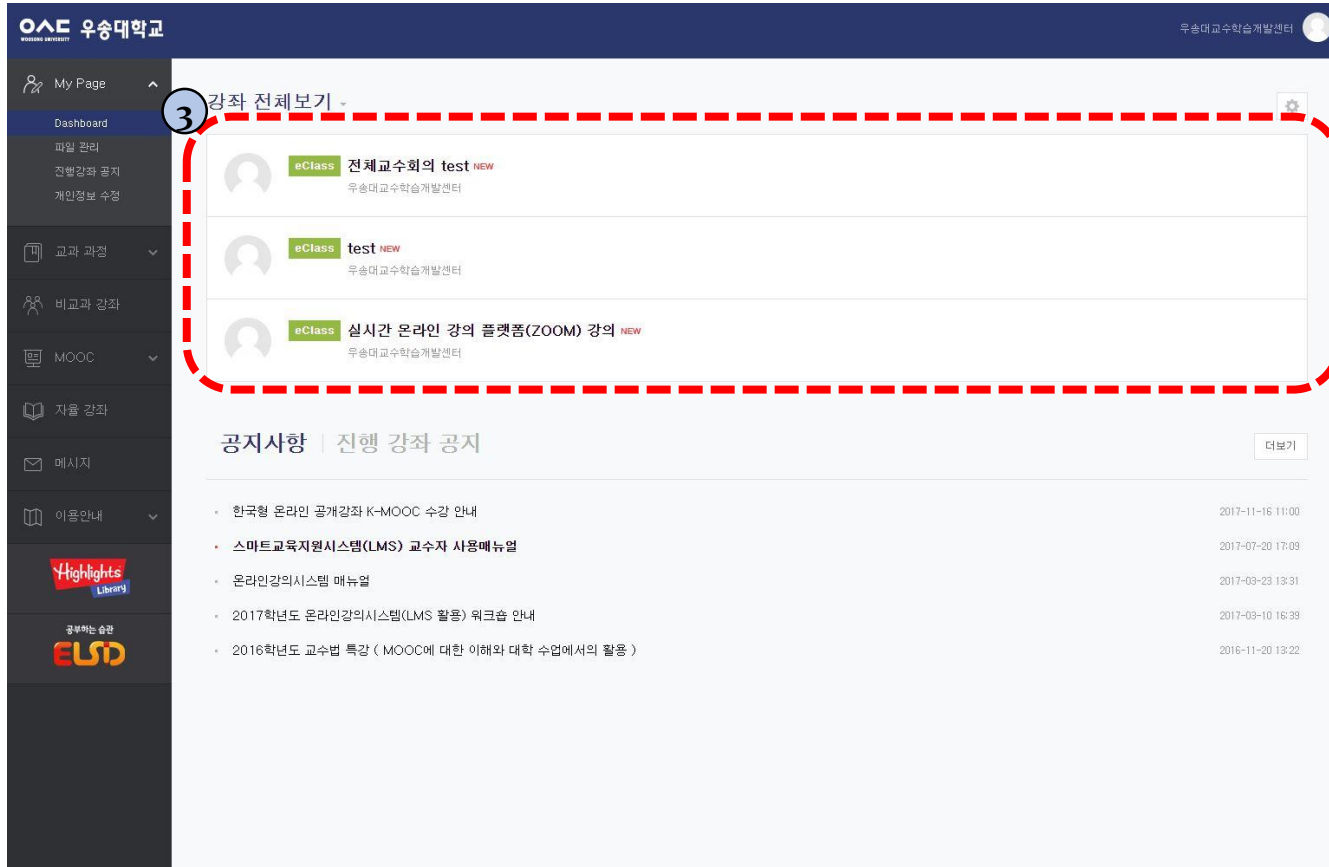 우송대학교
WOOSONG UNIVERSITY
우송대교수학습개발센터
My Page
Dashboard
파일 관리
진행강좌 공지
개인정보 수정
교과 과정
비교과 강좌
MOOC
자율 강좌
메시지
이용안내
Highlights
Library
공부하는 습관
ELSD
3
강좌 전체보기
eClass 전체교수회의 test NEW
우송대교수학습개발센터
eClass test NEW
우송대교수학습개발센터
eClass 실시간 온라인 강의 플랫폼(ZOOM) 강의 NEW
우송대교수학습개발센터
공지사항 | 진행 강좌 공지
더보기
한국형 온라인 공개강좌 K-MOOC 수강 안내 2017-11-16 11:00
스마트교육지원시스템(LMS) 교수자 사용매뉴얼 2017-07-20 17:09
온라인강의시스템 매뉴얼 2017-03-23 13:31
2017학년도 온라인강의시스템(LMS 활용) 워크숍 안내 2017-03-10 16:39
2016학년도 교수법 특강 ( MOOC에 대한 이해와 대학 수업에서의 활용 ) 2016-11-20 13:22